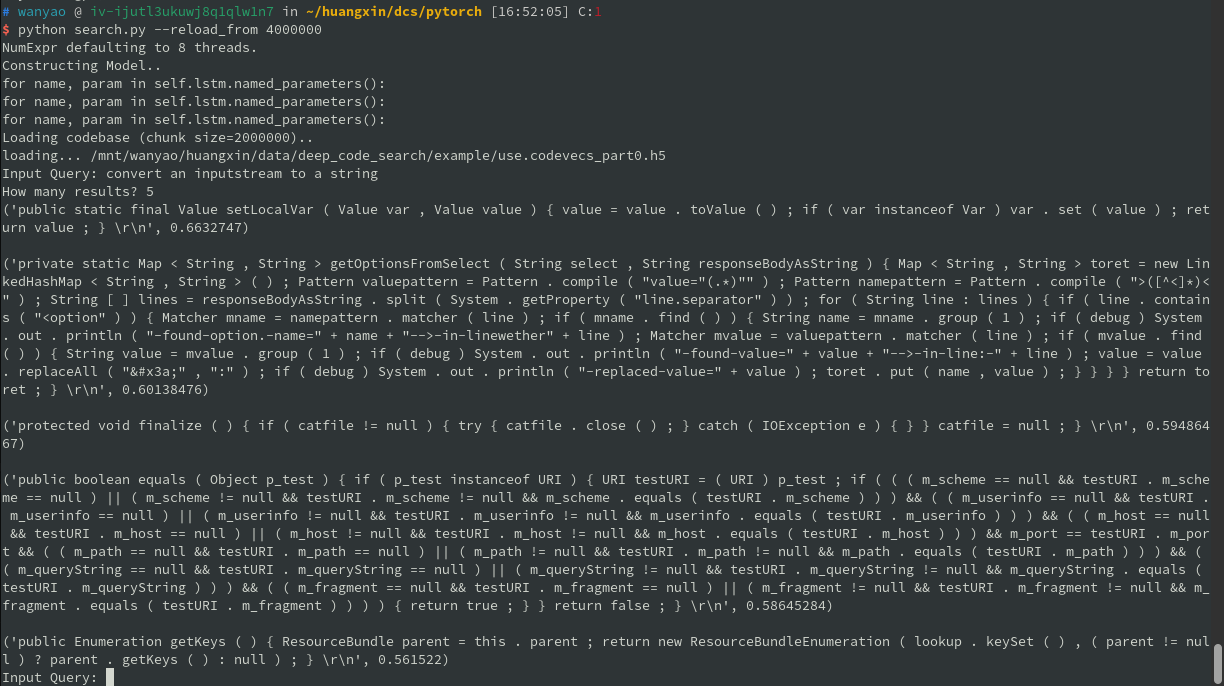 # wanyao @ iv-ijutl3ukuwj8q1qlw1n7 in ~/huangxin/dcs/pytorch [16:52:05] C:1
$ python search.py --reload_from 4000000
NumExpr defaulting to 8 threads.
Constructing Model..
for name, param in self.lstm.named_parameters():
for name, param in self.lstm.named_parameters():
for name, param in self.lstm.named_parameters():
Loading codebase (chunk size=2000000)..
loading... /mnt/wanyao/huangxin/data/deep_code_search/example/use.codevecs_part0.h5
Input Query: convert an inputstream to a string
How many results? 5
('public static final Value setLocalVar ( Value var , Value value ) { value = value . toValue ( ) ; if ( var instanceof Var ) var . set ( value ) ; ret
urn value ; } \r\n', 0.6632747)
('private static Map < String , String > getOptionsFromSelect ( String select , String responseBodyAsString ) { Map < String , String > toret = new Lin
kedHashMap < String , String > ( ) ; Pattern valuepattern = Pattern . compile ( "value="(.*)"" ) ; Pattern namepattern = Pattern . compile ( ">([^<]*)<
" ) ; String [ ] lines = responseBodyAsString . split ( System . getProperty ( "line.separator" ) ) ; for ( String line : lines ) { if ( line . contain
s ( "<option" ) ) { Matcher mname = namepattern . matcher ( line ) ; if ( mname . find ( ) ) { String name = mname . group ( 1 ) ; if ( debug ) System
. out . println ( "-found-option.-name=" + name + "-->-in-linewether" + line ) ; Matcher mvalue = valuepattern . matcher ( line ) ; if ( mvalue . find
( ) ) { String value = mvalue . group ( 1 ) ; if ( debug ) System . out . println ( "-found-value=" + value + "-->-in-line:-" + line ) ; value = value
. replaceAll ( "&#x3a;" , ":" ) ; if ( debug ) System . out . println ( "-replaced-value=" + value ) ; toret . put ( name , value ) ; } } } } return to
ret ; } \r\n', 0.60138476)
('protected void finalize ( ) { if ( catfile != null ) { try { catfile . close ( ) ; } catch ( IOException e ) { } } catfile = null ; } \r\n', 0.594864
67)
('public boolean equals ( Object p_test ) { if ( p_test instanceof URI ) { URI testURI = ( URI ) p_test ; if ( ( ( m_scheme == null && testURI . m_sche
me == null ) || ( m_scheme != null && testURI . m_scheme != null && m_scheme . equals ( testURI . m_scheme ) ) ) && ( ( m_userinfo == null && testURI .
m_userinfo == null ) || ( m_userinfo != null && testURI . m_userinfo != null && m_userinfo . equals ( testURI . m_userinfo ) ) ) && ( ( m_host == null
&& testURI . m_host == null ) || ( m_host != null && testURI . m_host != null && m_host . equals ( testURI . m_host ) ) ) && m_port == testURI . m_por
t && ( ( m_path == null && testURI . m_path == null ) || ( m_path != null && testURI . m_path != null && m_path . equals ( testURI . m_path ) ) ) && (
( m_queryString == null && testURI . m_queryString == null ) || ( m_queryString != null && testURI . m_queryString != null && m_queryString . equals (
testURI . m_queryString ) ) ) && ( ( m_fragment == null && testURI . m_fragment == null ) || ( m_fragment != null && testURI . m_fragment != null && m_
fragment . equals ( testURI . m_fragment ) ) ) ) { return true ; } } return false ; } \r\n', 0.58645284)
('public Enumeration getKeys ( ) { ResourceBundle parent = this . parent ; return new ResourceBundleEnumeration ( lookup . keySet ( ) , ( parent != nul
l ) ? parent . getKeys ( ) : null ) ; } \r\n', 0.561522)
Input Query: